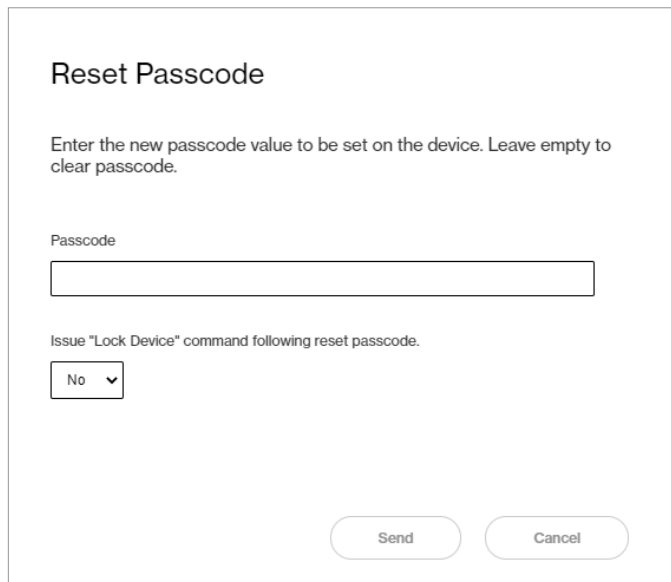 Reset Passcode
Enter the new passcode value to be set on the device. Leave empty to
clear passcode.
Passcode
Issue "Lock Device" command following reset passcode.
No
Send
Cancel